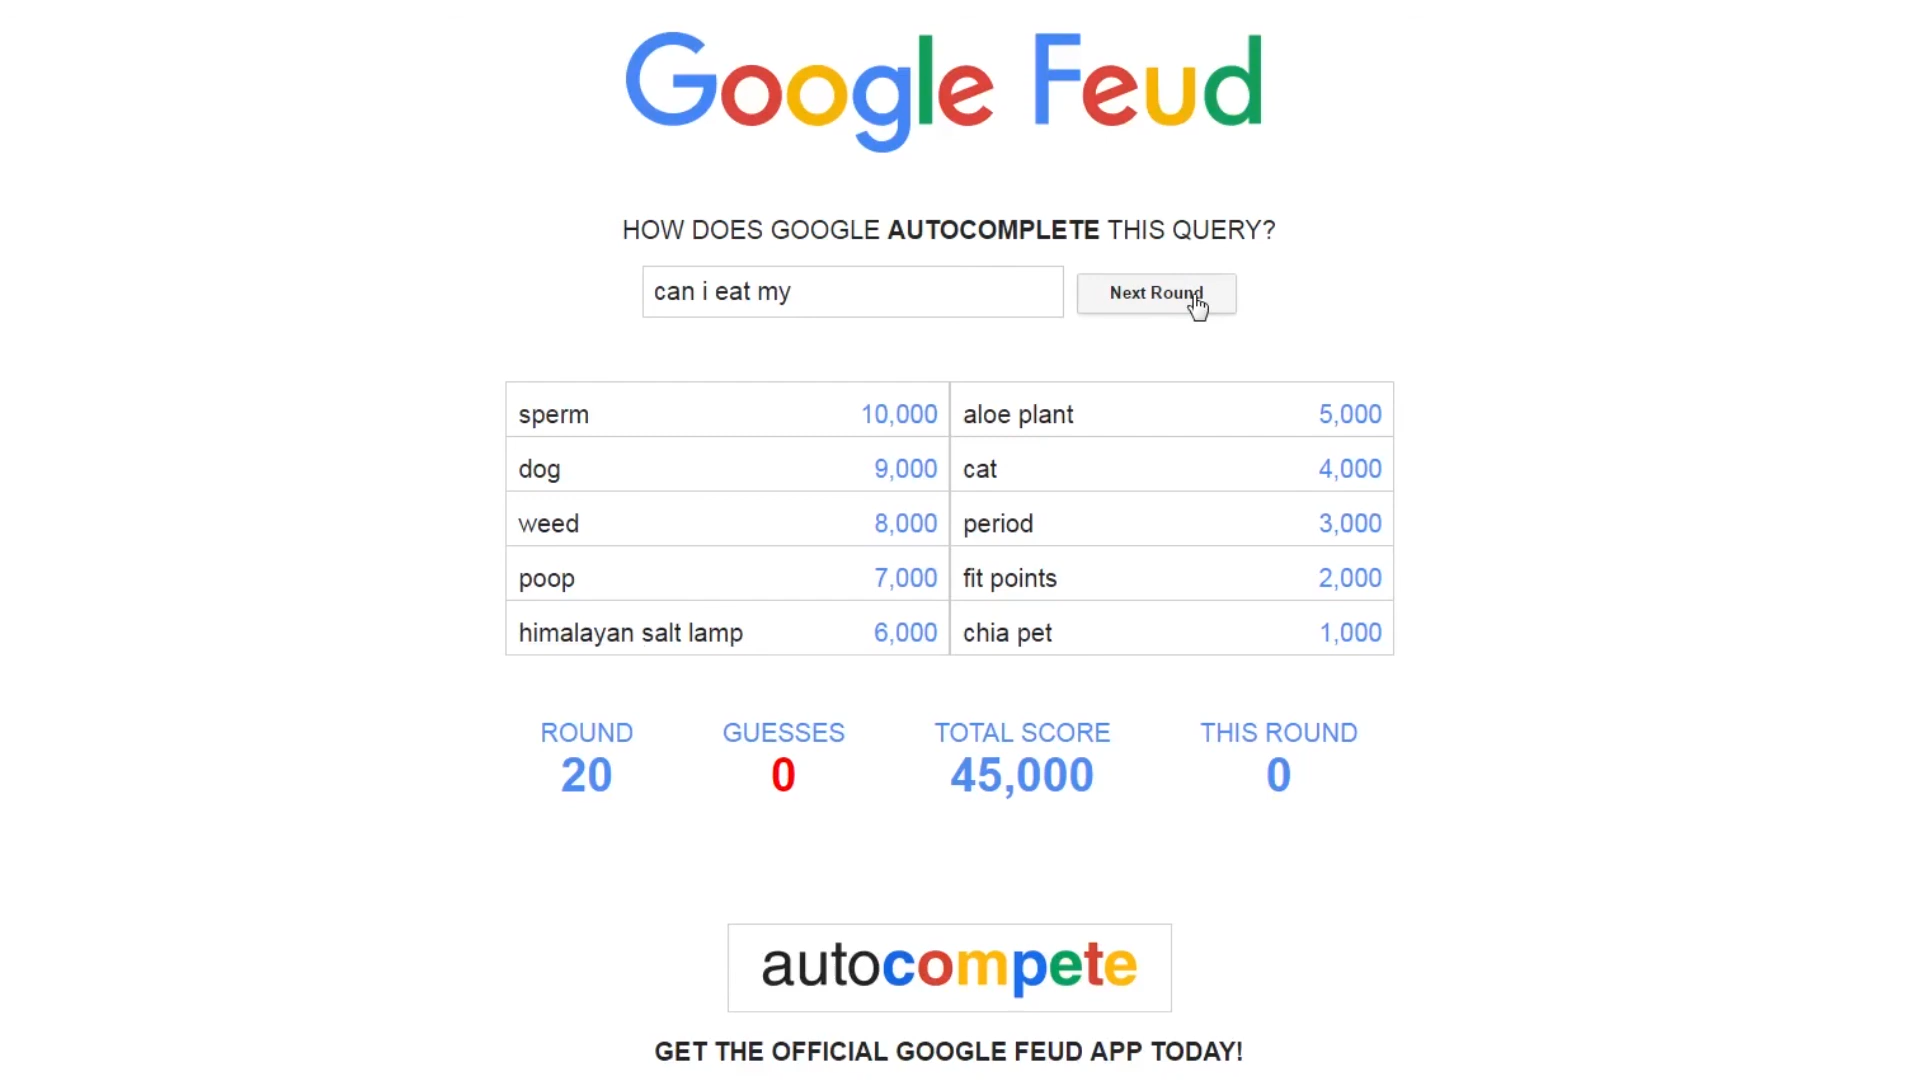 Google Feud
HOW DOES GOOGLE AUTOCOMPLETE THIS QUERY?
can i eat my
Next Round
sperm 10,000 aloe plant 5,000
dog 9,000 cat 4,000
weed 8,000 period 3,000
poop 7,000 fit points 2,000
himalayan salt lamp 6,000 chia pet 1,000
ROUND GUESSES TOTAL SCORE THIS ROUND
20 0 45,000 0
autocompete
GET THE OFFICIAL GOOGLE FEUD APP TODAY!